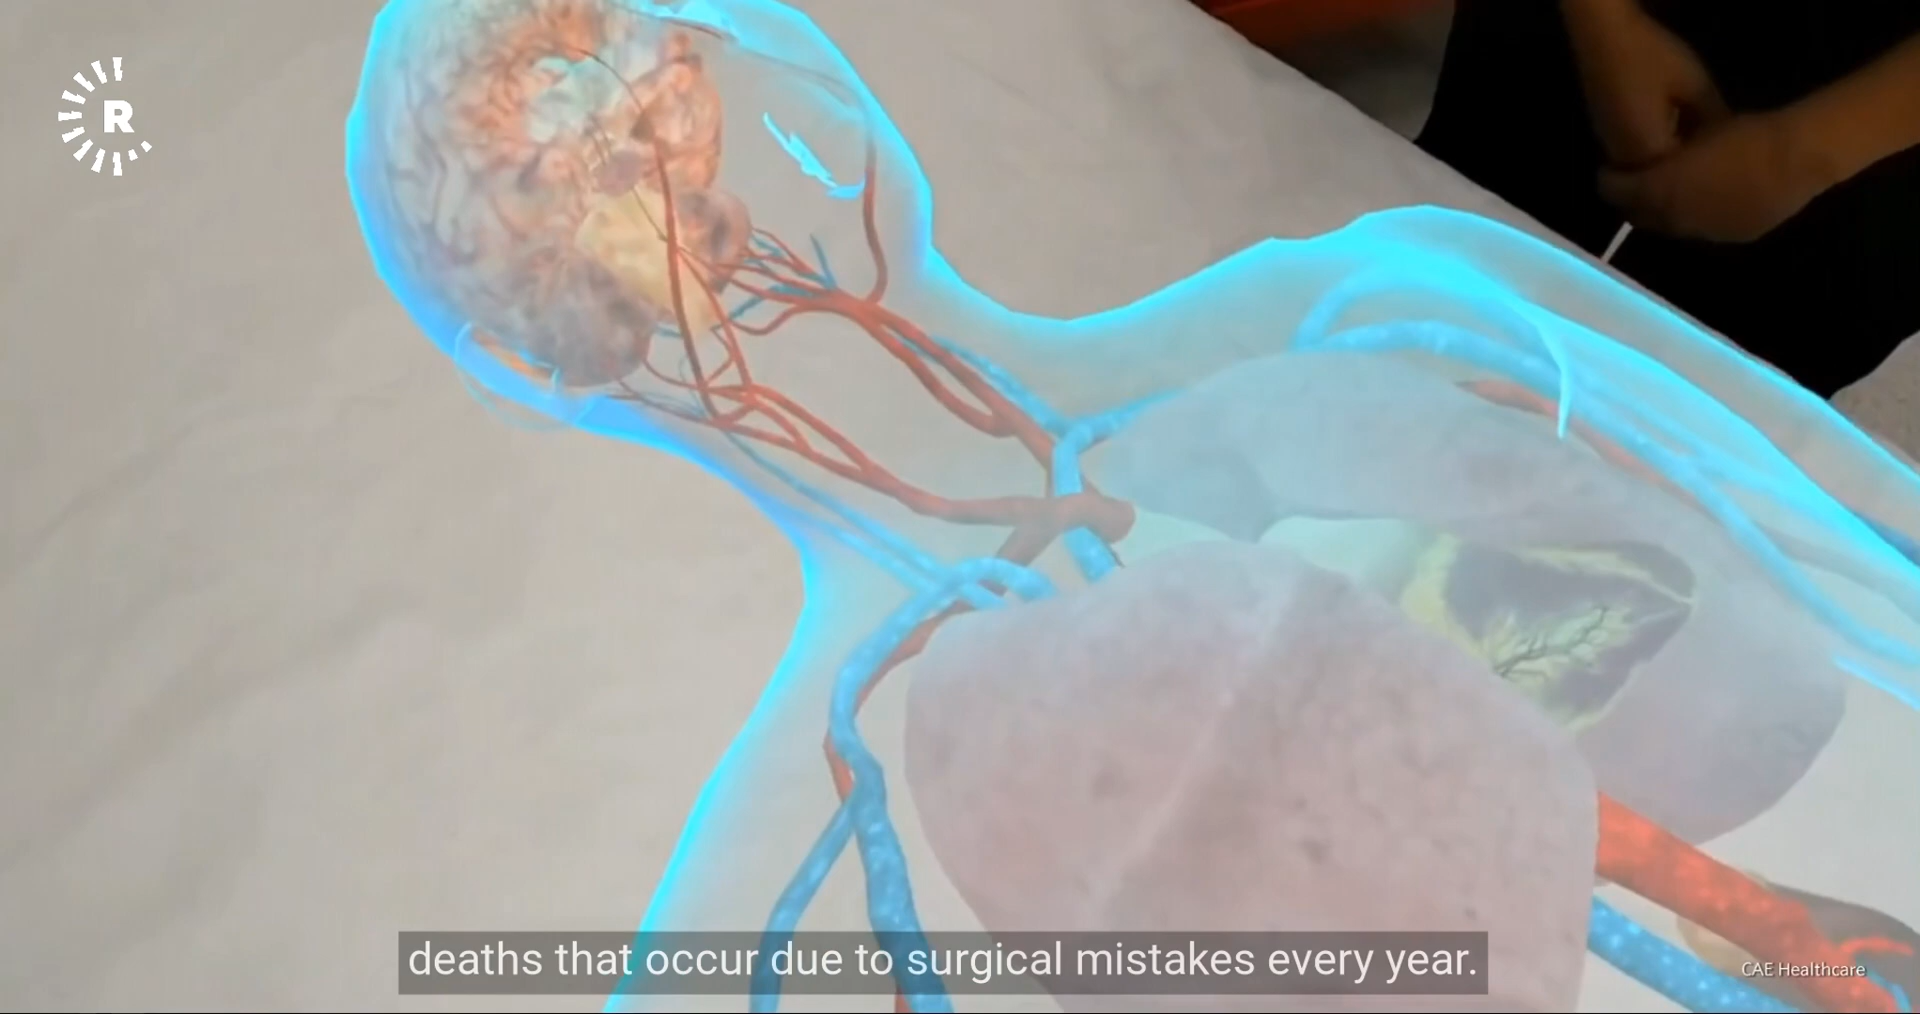 R
deaths that occur due to surgical mistakes every year.
CAE Healthcare